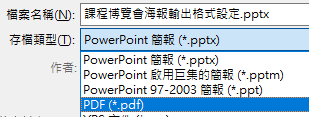 檔案名稱(N): 課程博覽會海報輸出格式設定.pptx
存檔類型(T): PowerPoint 簡報 (*.pptx)
作者: PowerPoint 簡報 (*.pptx)
PowerPoint 啟用巨集的簡報 (*.pptm)
PowerPoint 97-2003 簡報 (*.ppt)
PDF (*.pdf)